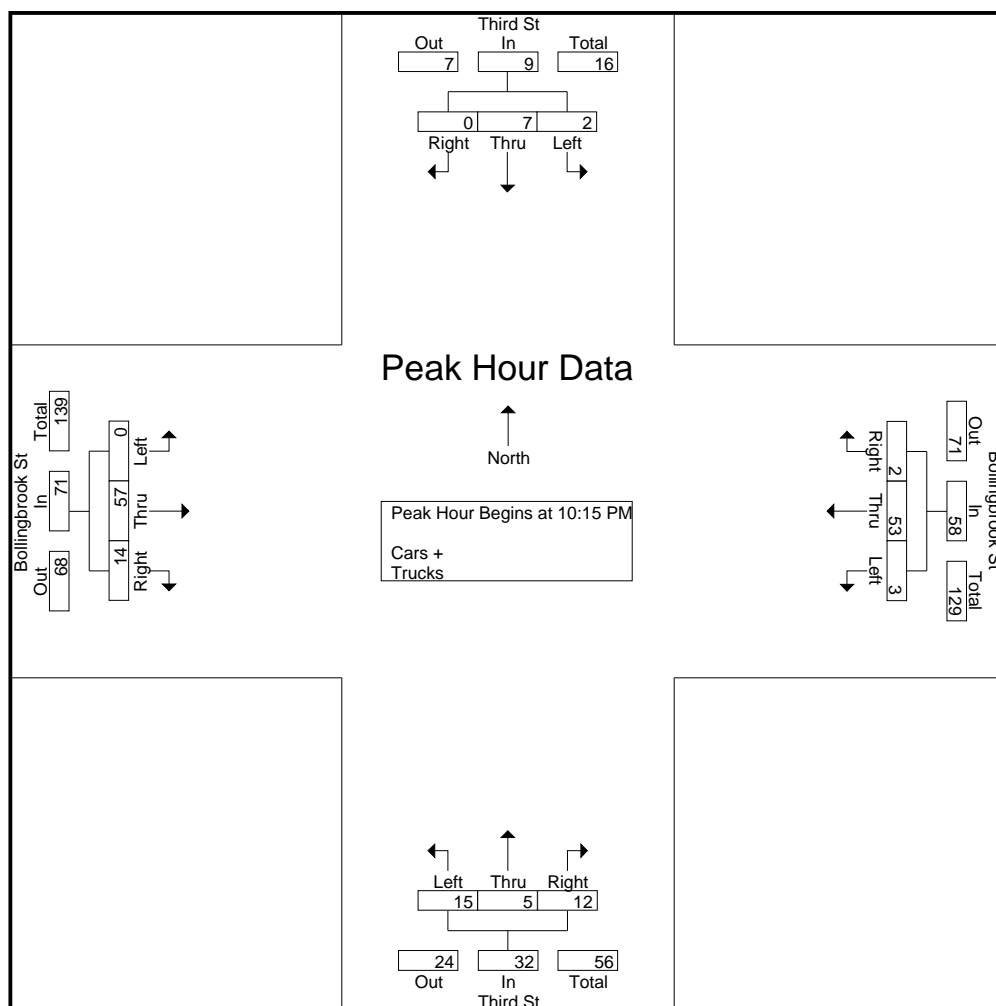 Third St
Out In Total
7 9 16
0 7 2
Right Thru Left
Peak Hour Data
North
Peak Hour Begins at 10:15 PM
Cars +
Trucks
Bollingbrook St
Out In Total
68 71 139
14 57 0
Right Thru Left
Bollingbrook St
Out In Total
71 58 129
2 53 3
Right Thru Left
Left Thru Right
15 5 12
24 32 56
Out In Total
Third St